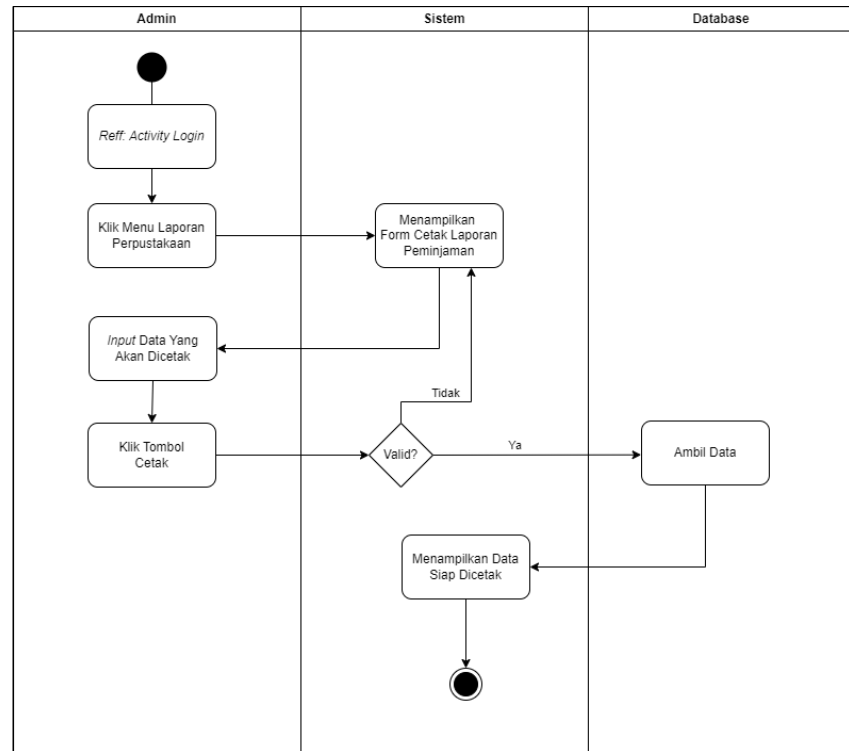 Admin
Sistem
Database
Reff: Activity Login
Klik Menu Laporan
Perpustakaan
Menampilkan
Form Cetak Laporan
Peminjaman
Input Data Yang
Akan Dicetak
Tidak
Klik Tombol
Cetak
Valid?
Ya
Ambil Data
Menampilkan Data
Siap Dicetak